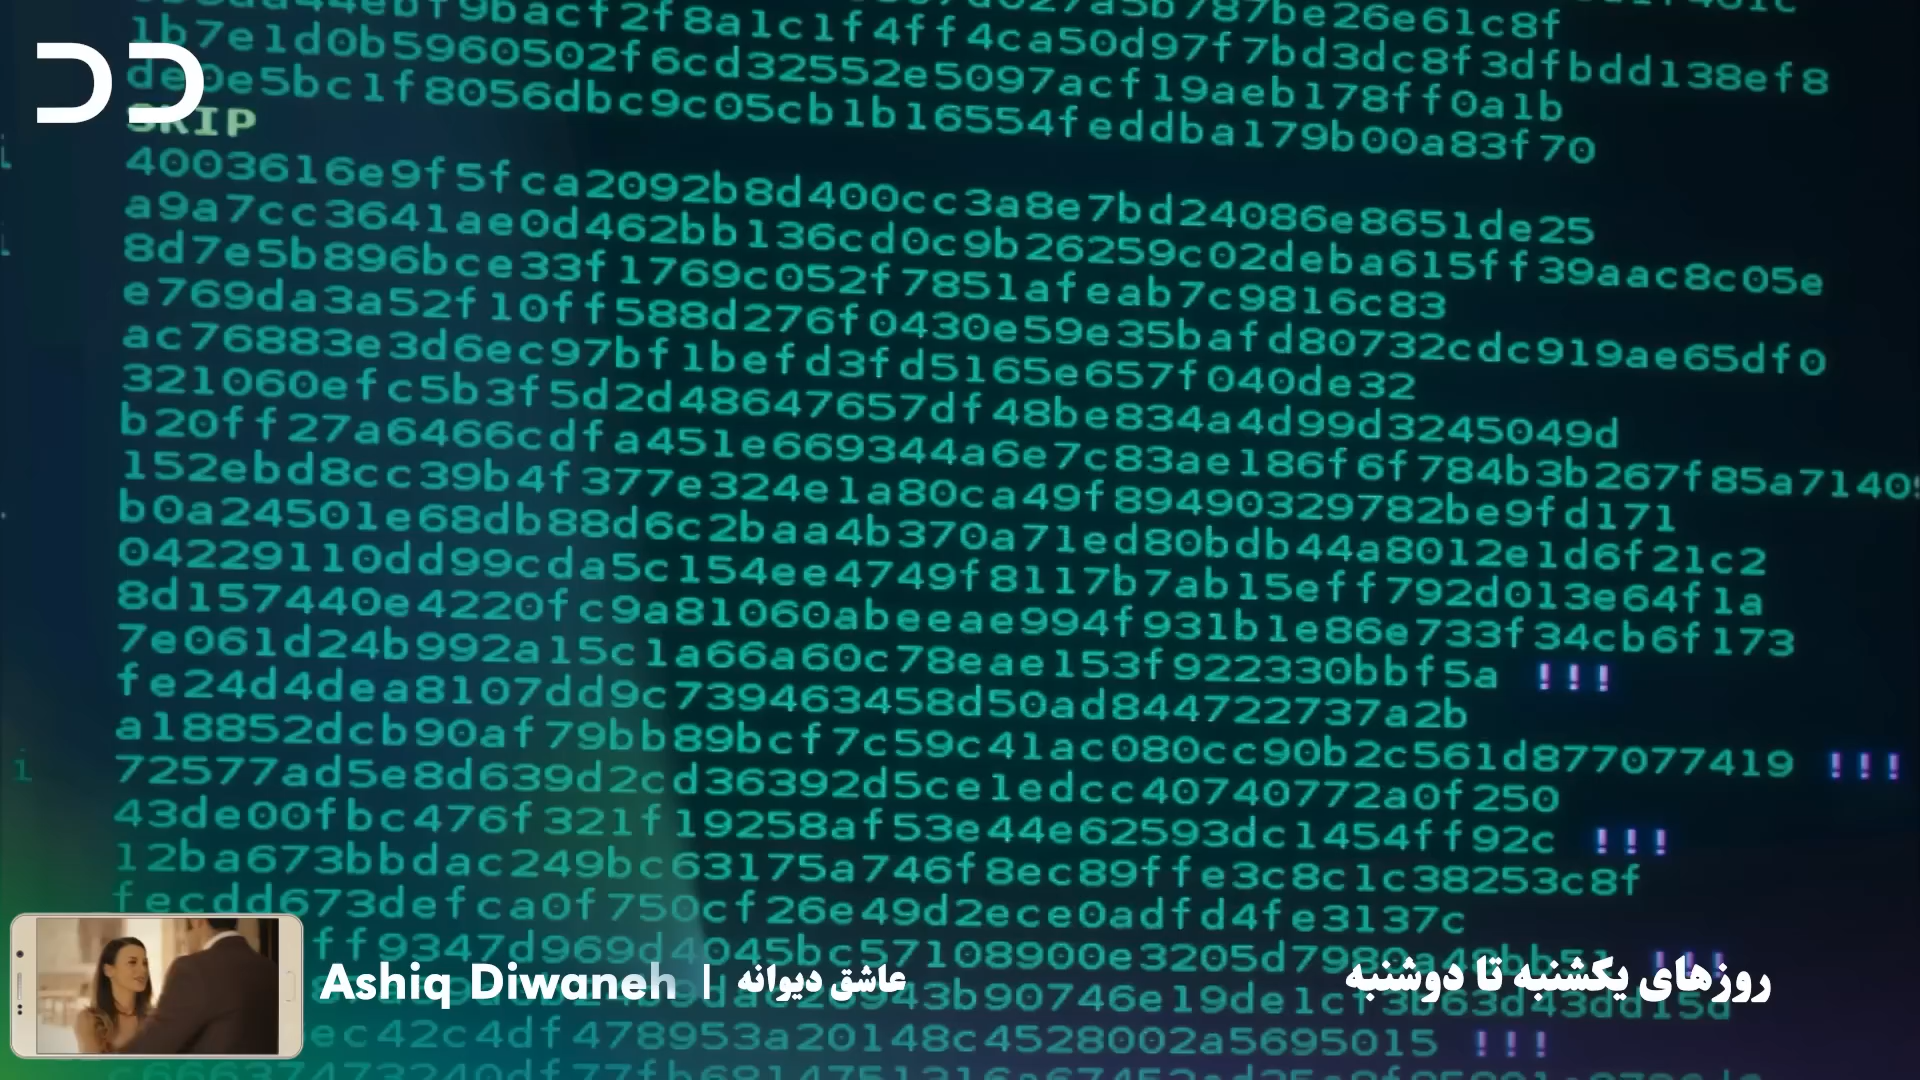 1b7e1d0b5960502f6cd32552e5097acf19aeb178ff0a1b
SKIP
4003616e9f5fca2092b8d400cc3a8e7bd24086e8651de25
a9a7cc3641ae0d462bb136cd0c9b26259c02deba615ff39aac8c05e
8d7e5b896bce33f1769c052f7851afeab7c9816c83
e769da3a52f10ff588d276f0430e59e35bafd80732cdc919ae65df0
ac76883e3d6ec97bf1befd3fd5165e657f040de32
321060efc5b3f5d2d48647657df48be834a4d99d3245049d
b20ff27a6466cdfa451e669344a6e7c83ae186f6f784b3b267f85a7140
152ebd8cc39b4f377e324e1a80ca49f89490329782be9fd171
b0a24501e68db88d6c2baa4b370a71ed80bdb44a8012e1d6f21c2
04229110dd99cda5c154ee4749f8117b7ab15eff792d013e64f1a
8d157440e4220fc9a81060abeeae994f931b1e86e733f34cb6f173
7e061d24b992a15c1a66a60c78eae153f922330bbf5a !!!
fe24d4dea8107dd9c739463458d50ad844722737a2b
a18852dcb90af79bb89bcf7c59c41ac080cc90b2c561d877077419 !!!
72577ad5e8d639d2cd36392d5ce1edcc40740772a0f250
43de00fbc476f321f19258af53e44e62593dc1454ff92c !!!
12ba673bbdac249bc63175a746f8ec89ffe3c8c1c38253c8f
fecdd673defca0f750cf26e49d2ece0adfd4fe3137c
Ashiq Diwaneh | عاشق دیوانه
روزهای یکشنبه تا دوشنبه
ec42c4df478953a20148c4528002a5695015 !!!